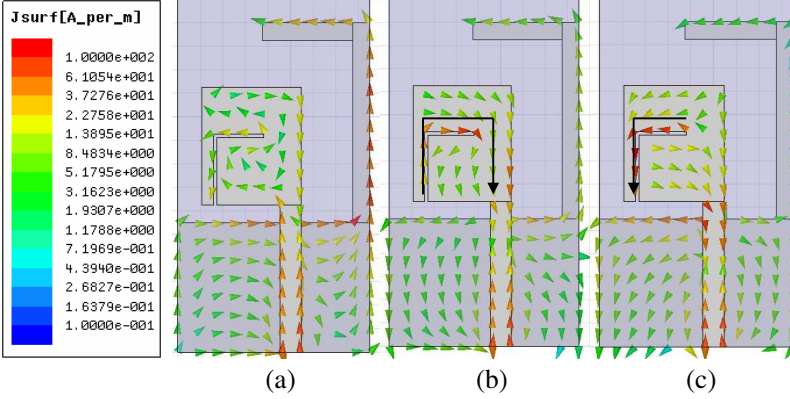 Jsurf[A_per_m]
1.0000e+002
6.1054e+001
3.7276e+001
2.2758e+001
1.3895e+001
8.4834e+000
5.1795e+000
3.1623e+000
1.9307e+000
1.1788e+000
7.1969e-001
4.3940e-001
2.6827e-001
1.6379e-001
1.0000e-001
(a) (b) (c)